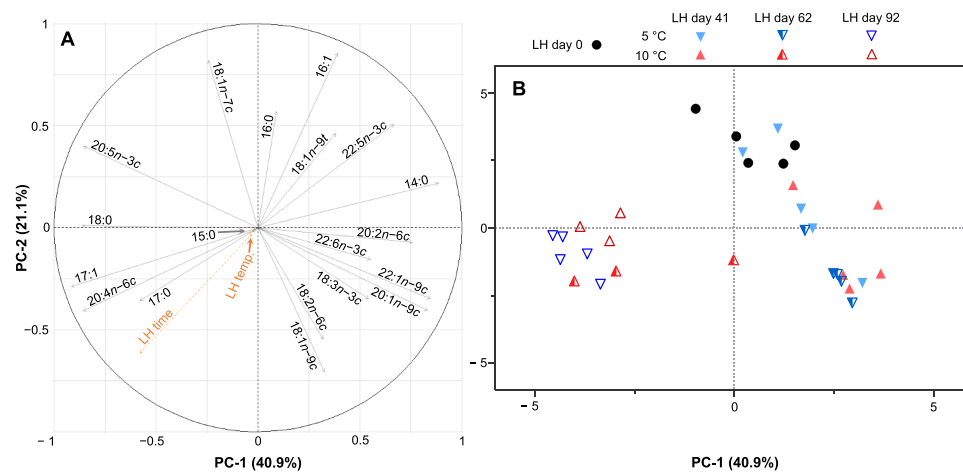 A
1
0.5
0
−0.5
−1
−1
−0.5
0
0.5
1
PC-2 (21.1%)
PC-1 (40.9%)
18:1n−7c
16:0
16:1
18:1n−9t
22:5n−3c
14:0
20:5n−3c
18:0
15:0
17:1
20:4n−6c
17:0
LH time
LH temp.
20:2n−6c
22:6n−3c
22:1n−9c
18:3n−3c
20:1n−9c
18:2n−6c
18:1n−9c
LH day 41
LH day 62
LH day 92
LH day 0
5 °C
10 °C
B
5
0
−5
−5
0
5
PC-1 (40.9%)